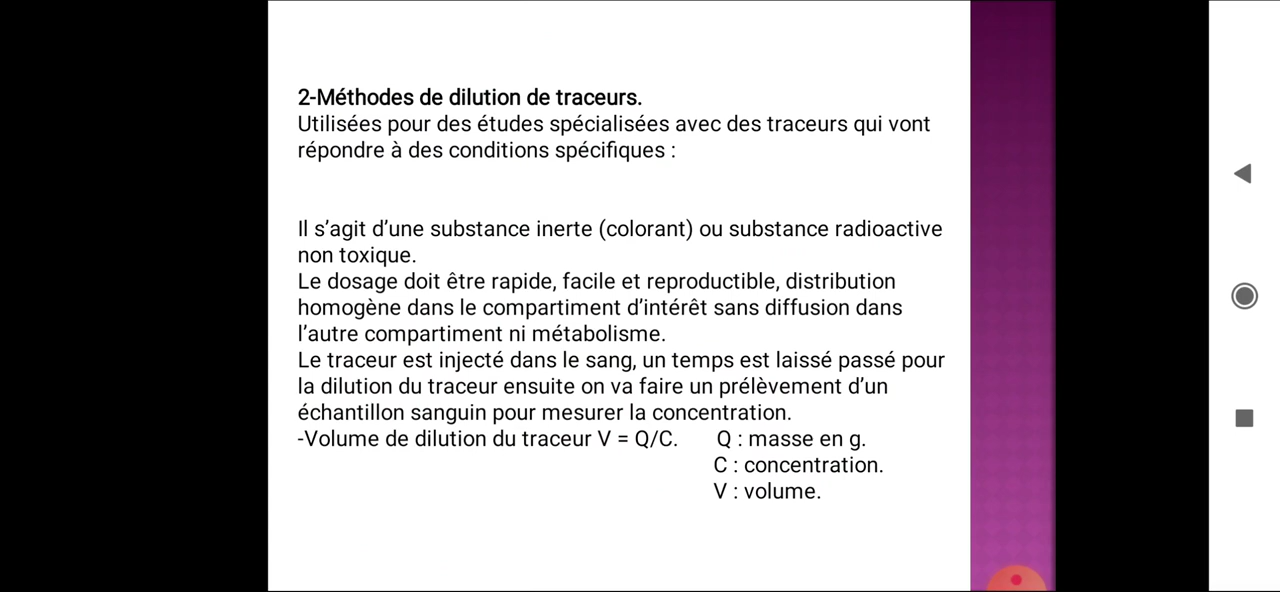 2-Méthodes de dilution de traceurs.
Utilisées pour des études spécialisées avec des traceurs qui vont
répondre à des conditions spécifiques :
Il s’agit d’une substance inerte (colorant) ou substance radioactive
non toxique.
Le dosage doit être rapide, facile et reproductible, distribution
homogène dans le compartiment d’intérêt sans diffusion dans
l’autre compartiment ni métabolisme.
Le traceur est injecté dans le sang, un temps est laissé passé pour
la dilution du traceur ensuite on va faire un prélèvement d’un
échantillon sanguin pour mesurer la concentration.
-Volume de dilution du traceur V = Q/C. Q : masse en g.
C : concentration.
V : volume.